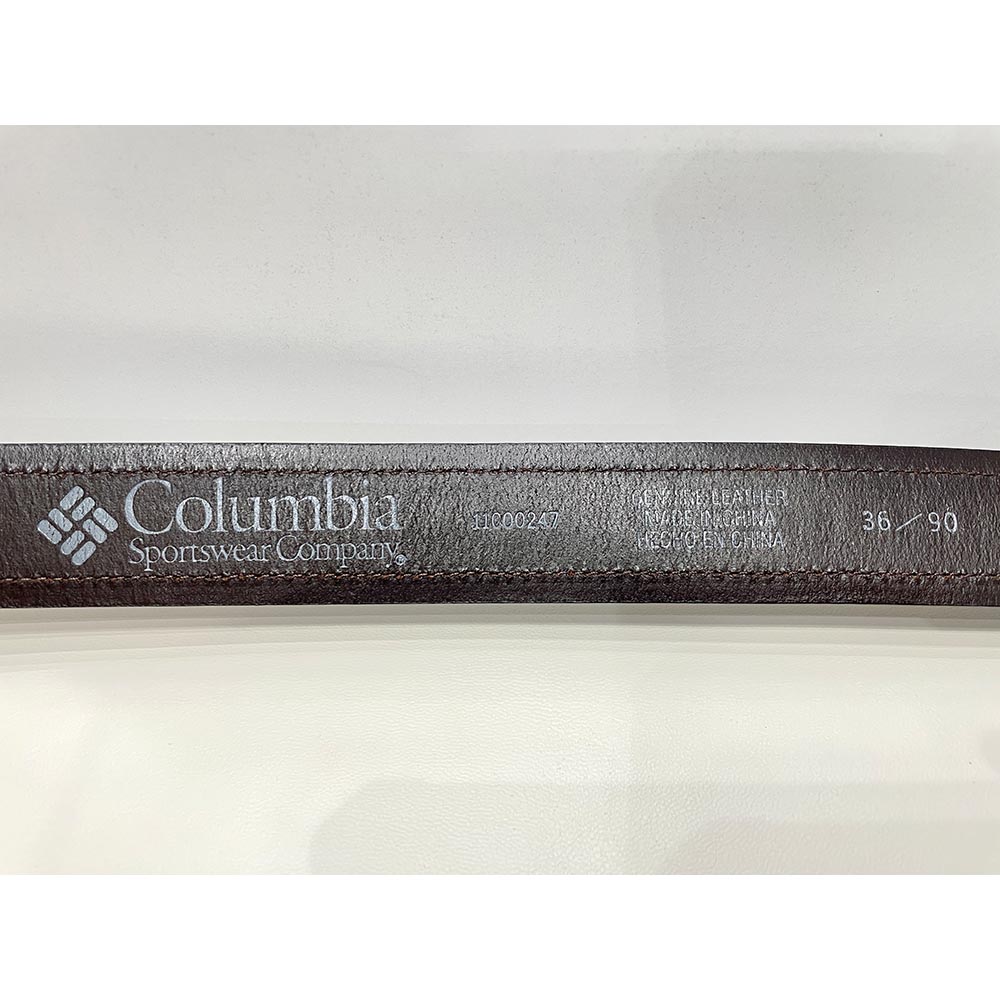 Columbia
Sportswear Company®
11C00247
GENUINE LEATHER
MADE IN CHINA
HECHO EN CHINA
36/90